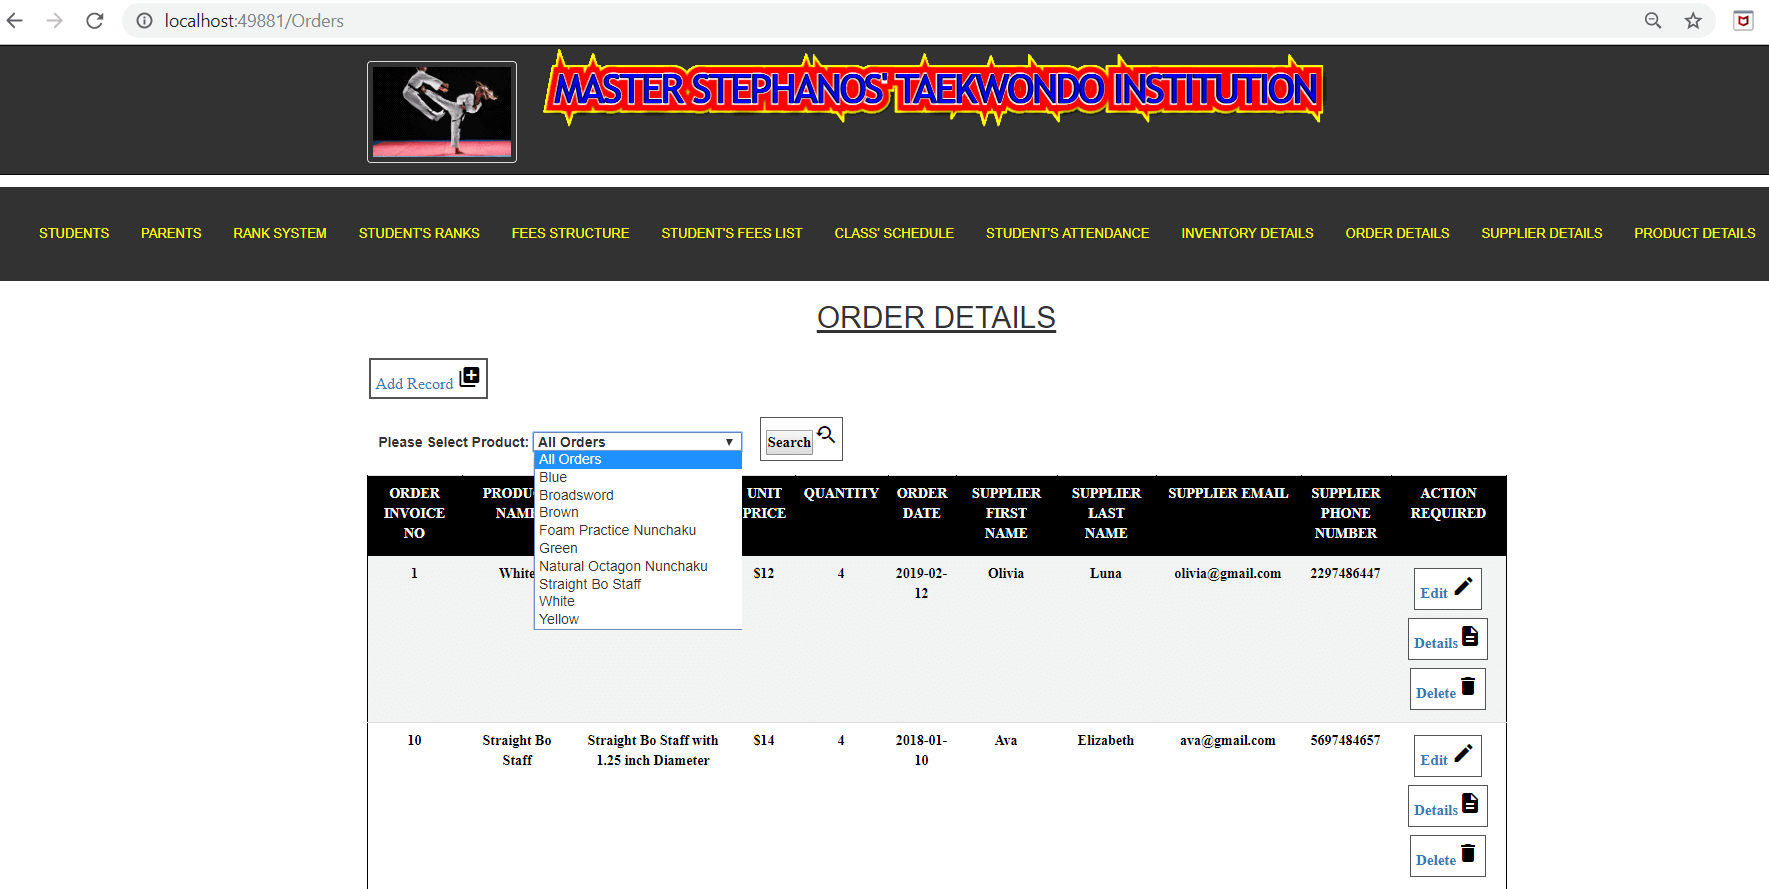 localhost:49881/Orders
MASTER STEPHANOS' TAEKWONDO INSTITUTION
STUDENTS PARENTS RANK SYSTEM STUDENT'S RANKS FEES STRUCTURE STUDENT'S FEES LIST CLASS' SCHEDULE STUDENT'S ATTENDANCE INVENTORY DETAILS ORDER DETAILS SUPPLIER DETAILS PRODUCT DETAILS
ORDER DETAILS
Add Record
Please Select Product: All Orders Search
All Orders
Blue
Broadsword
Brown
Foam Practice Nunchaku
Green
Natural Octagon Nunchaku
Straight Bo Staff
White
Yellow
ORDER UNIT QUANTITY ORDER SUPPLIER SUPPLIER SUPPLIER EMAIL SUPPLIER ACTION
INVOICE PRICE DATE FIRST LAST PHONE REQUIRED
NO NAME NAME NUMBER
1 White $12 4 2019-02- Olivia Luna olivia@gmail.com 2297486447
12
Edit
Details
Delete
10 Straight Bo Straight Bo Staff with $14 4 2018-01- Ava Elizabeth ava@gmail.com 5697484657
Staff 1.25 inch Diameter 10
Edit
Details
Delete